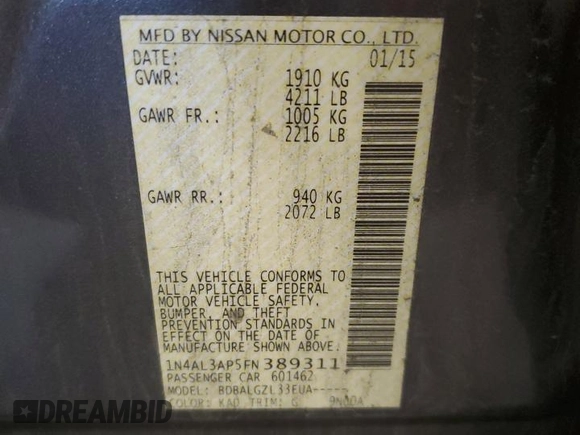 MFD BY NISSAN MOTOR CO., LTD.
DATE: 01/15
GVWR: 1910 KG
4211 LB
GAWR FR.: 1005 KG
2216 LB
GAWR RR.: 940 KG
2072 LB
THIS VEHICLE CONFORMS TO
ALL APPLICABLE FEDERAL
MOTOR VEHICLE SAFETY,
BUMPER, AND THEFT
PREVENTION STANDARDS IN
EFFECT ON THE DATE OF
MANUFACTURE SHOWN ABOVE.
1N4AL3AP5FN389311
PASSENGER CAR 601462
MODEL: BDBALGZL33EUA-----
COLOR: KAD TRIM: G
DREAMBID